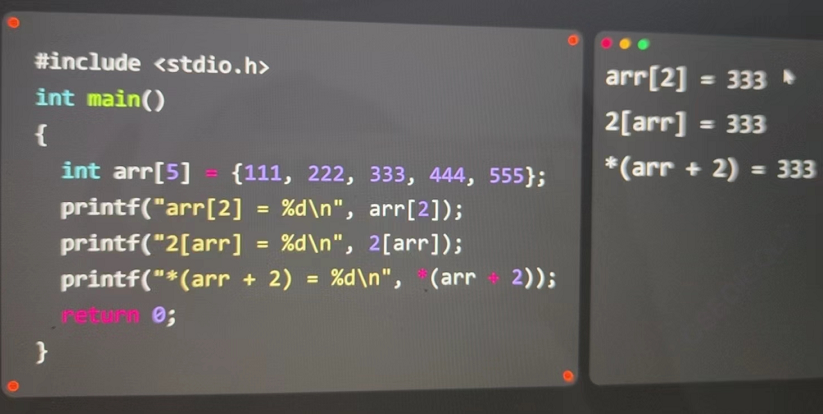 #include <stdio.h>
int main()
{
int arr[5] = {111, 222, 333, 444, 555};
printf("arr[2] = %d\n", arr[2]);
printf("2[arr] = %d\n", 2[arr]);
printf("*(arr + 2) = %d\n", *(arr + 2));
return 0;
}
arr[2] = 333
2[arr] = 333
*(arr + 2) = 333